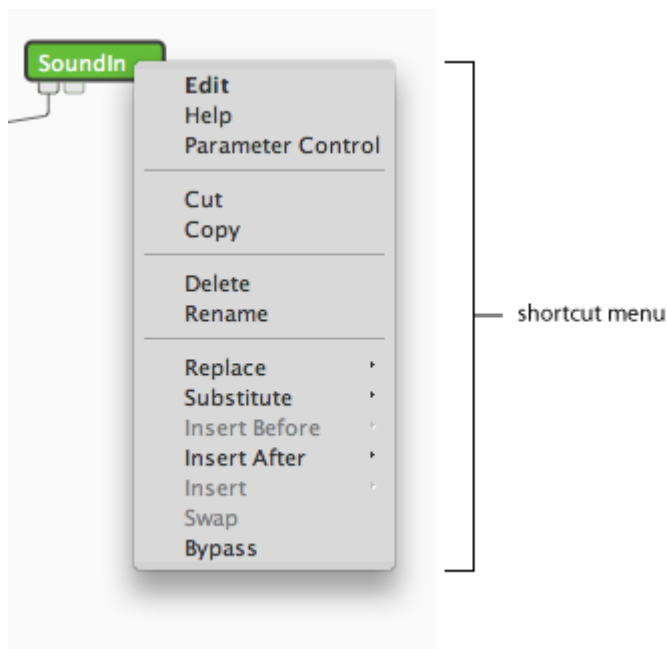 SoundIn
Edit
Help
Parameter Control
Cut
Copy
Delete
Rename
Replace
Substitute
Insert Before
Insert After
Insert
Swap
Bypass
shortcut menu